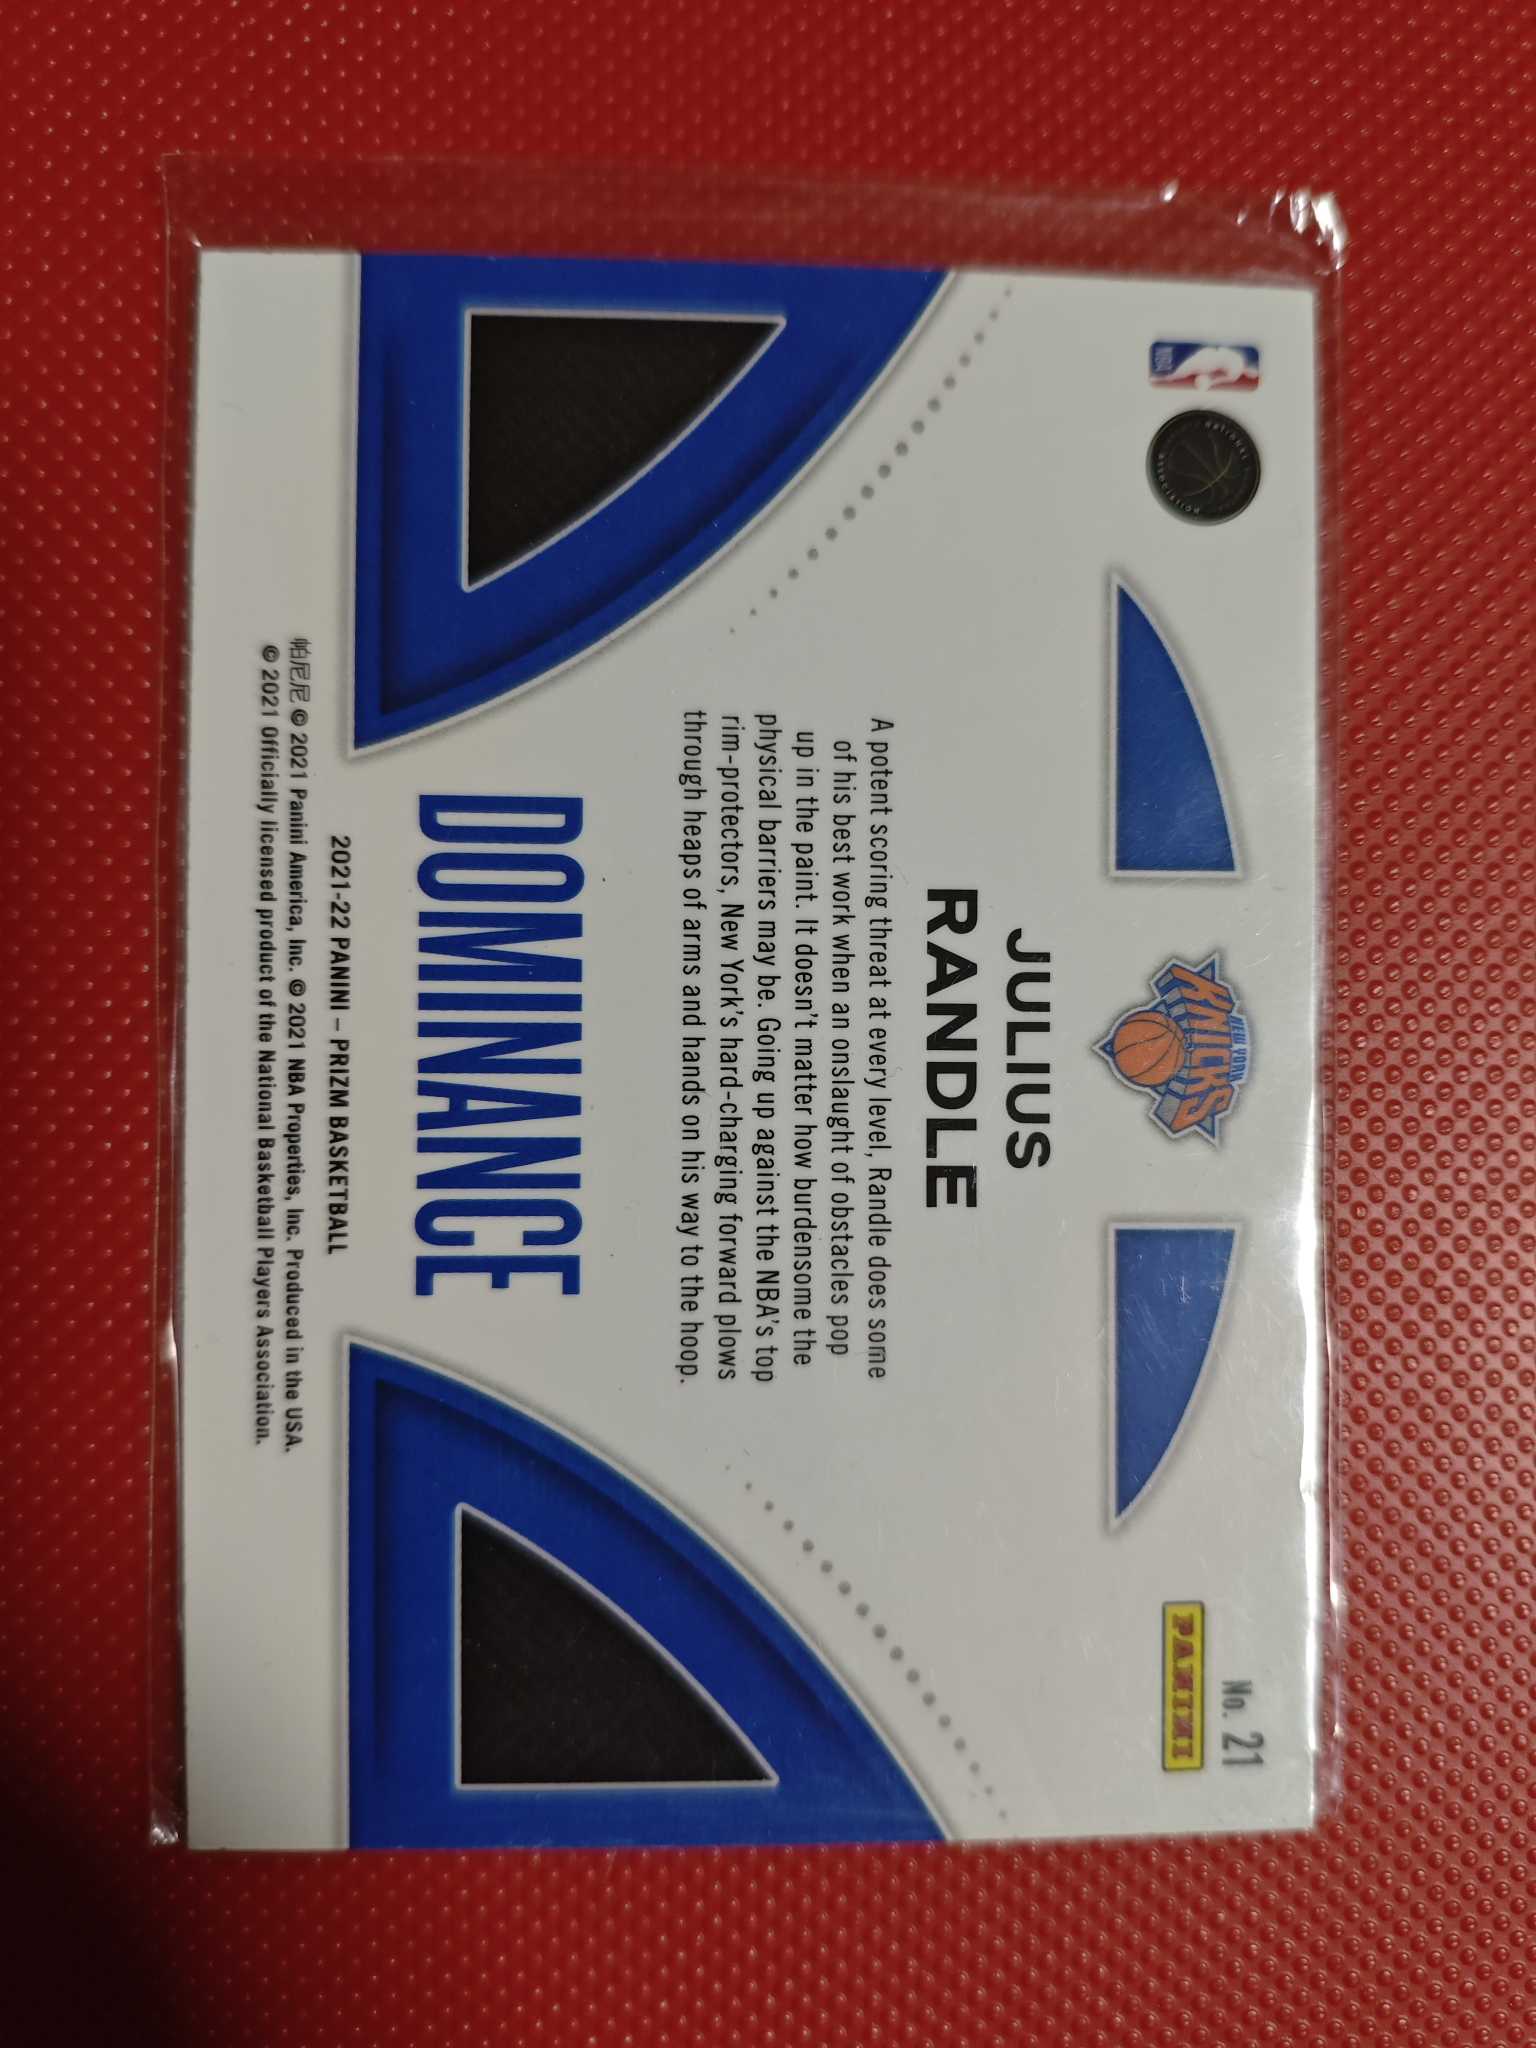 NBA
NATIONAL
ASSOCIATION
NEW YORK
KNICKS
No. 21
PANINI
JULIUS
RANDLE
A potent scoring threat at every level, Randle does some
of his best work when an onslaught of obstacles pop
up in the paint. It doesn't matter how burdensome the
physical barriers may be. Going up against the NBA's top
rim-protectors, New York's hard-charging forward plows
through heaps of arms and hands on his way to the hoop.
DOMINANCE
2021-22 PANINI – PRIZM BASKETBALL
帕尼尼 © 2021 Panini America, Inc. © 2021 NBA Properties, Inc. Produced in the USA.
© 2021 Officially licensed product of the National Basketball Players Association.